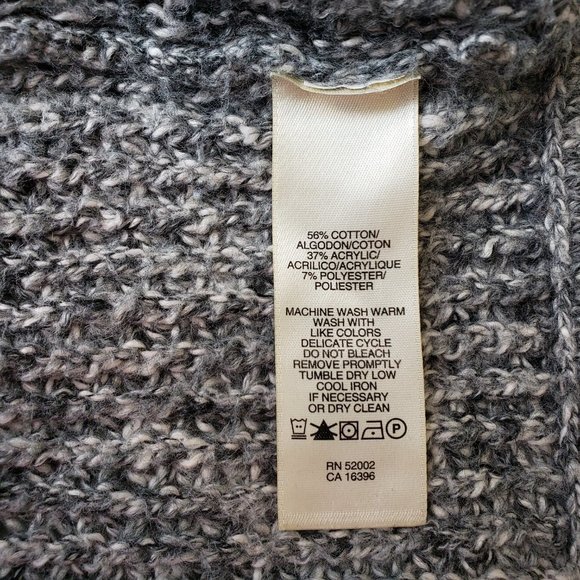 56% COTTON/
ALGODON/COTON
37% ACRYLIC/
ACRILICO/ACRYLIQUE
7% POLYESTER/
POLIESTER
MACHINE WASH WARM
WASH WITH
LIKE COLORS
DELICATE CYCLE
DO NOT BLEACH
REMOVE PROMPTLY
TUMBLE DRY LOW
COOL IRON
IF NECESSARY
OR DRY CLEAN
P
RN 52002
CA 16396